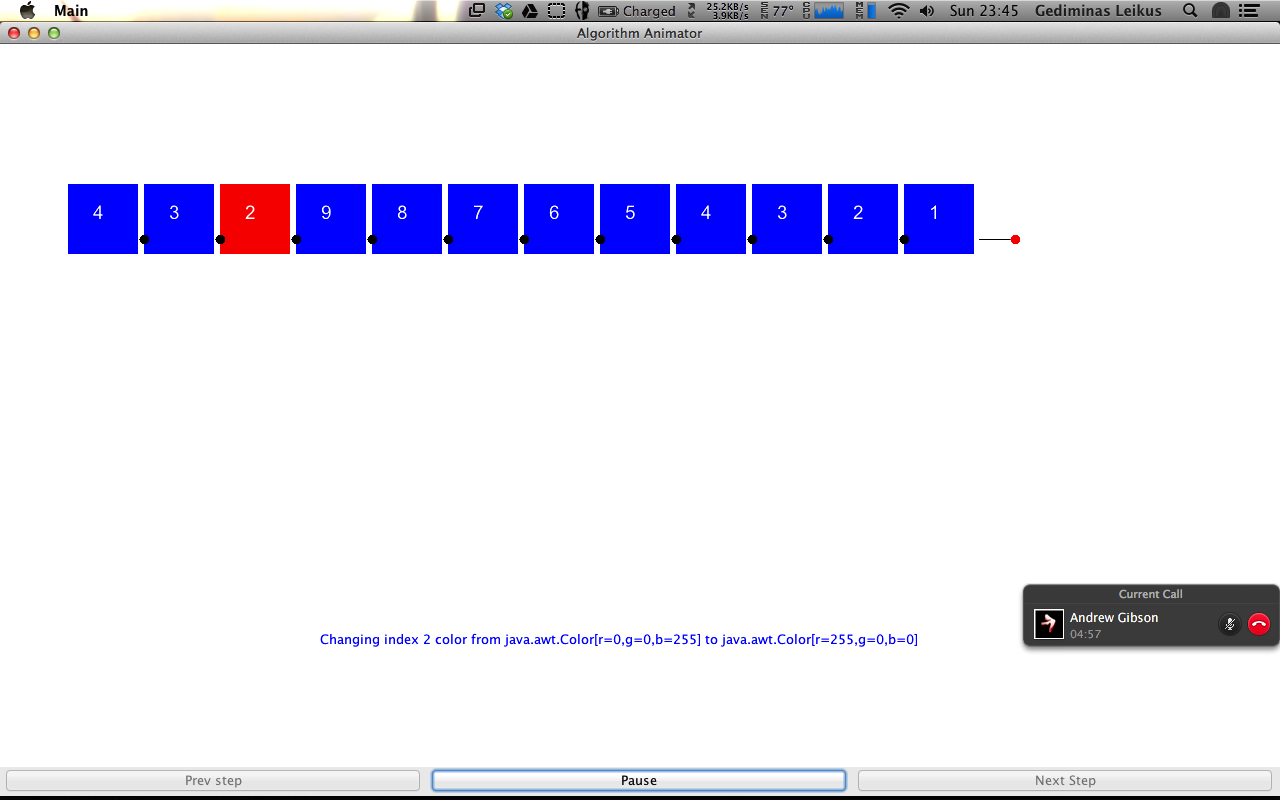 Main
Charged
25.2KB/s
3.9KB/s
SEN 77°
CPU
MEM
Sun 23:45
Gediminas Leikus
Algorithm Animator
4 3 2 9 8 7 6 5 4 3 2 1
Current Call
Andrew Gibson
04:57
Changing index 2 color from java.awt.Color[r=0,g=0,b=255] to java.awt.Color[r=255,g=0,b=0]
Prev step
Pause
Next Step